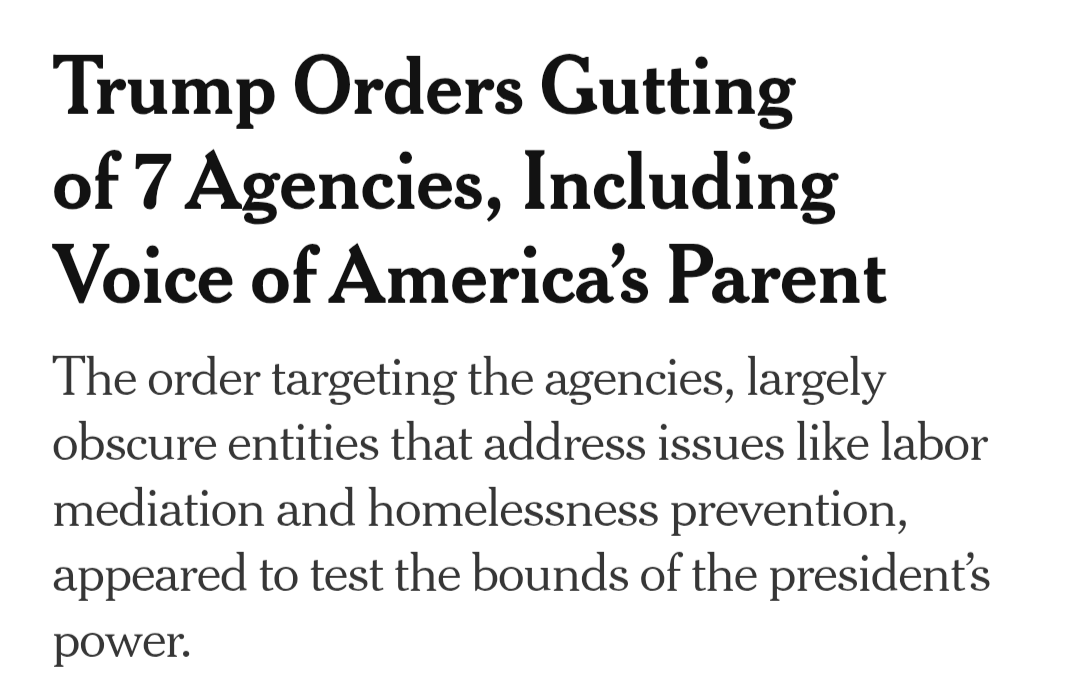 Trump Orders Gutting
of 7 Agencies, Including
Voice of America’s Parent
The order targeting the agencies, largely
obscure entities that address issues like labor
mediation and homelessness prevention,
appeared to test the bounds of the president’s
power.